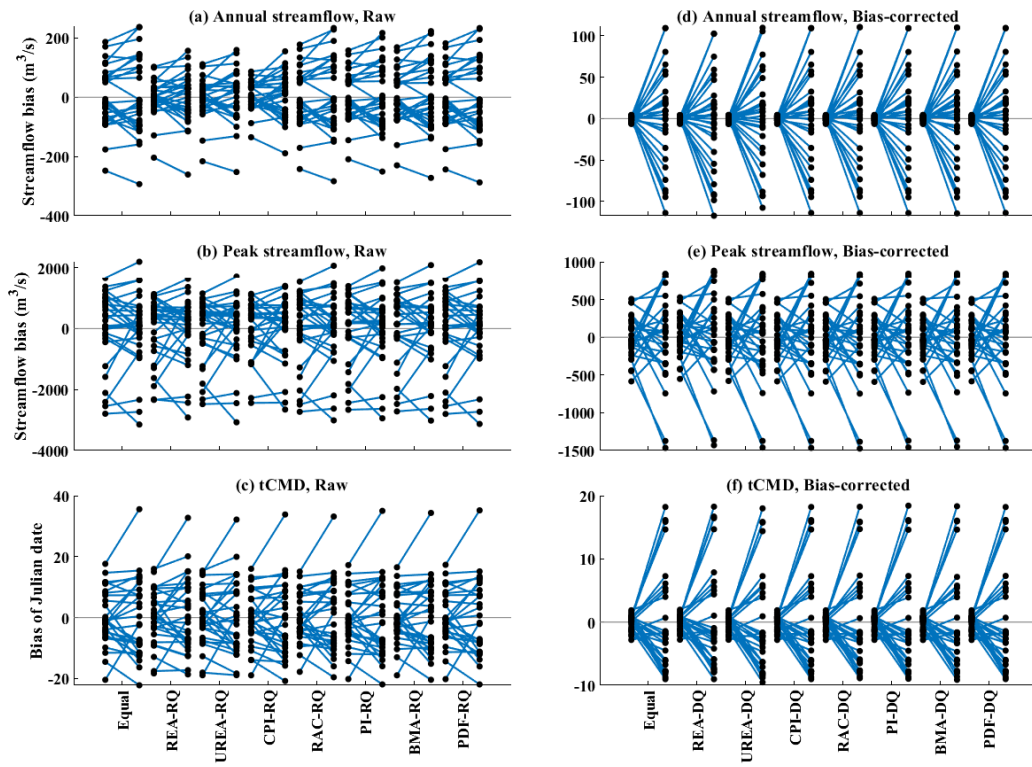 (a) Annual streamflow, Raw
Streamflow bias (m³/s)
200
0
-200
-400
(d) Annual streamflow, Bias-corrected
100
50
0
-50
-100
(b) Peak streamflow, Raw
Streamflow bias (m³/s)
2000
0
-2000
-4000
(e) Peak streamflow, Bias-corrected
1000
500
0
-500
-1000
-1500
(c) tCMD, Raw
Bias of Julian date
40
20
0
-20
Equal
REA-RQ
UREA-RQ
CPI-RQ
RAC-RQ
PI-RQ
BMA-RQ
PDF-RQ
(f) tCMD, Bias-corrected
20
10
0
-10
Equal
REA-DQ
UREA-DQ
CPI-DQ
RAC-DQ
PI-DQ
BMA-DQ
PDF-DQ